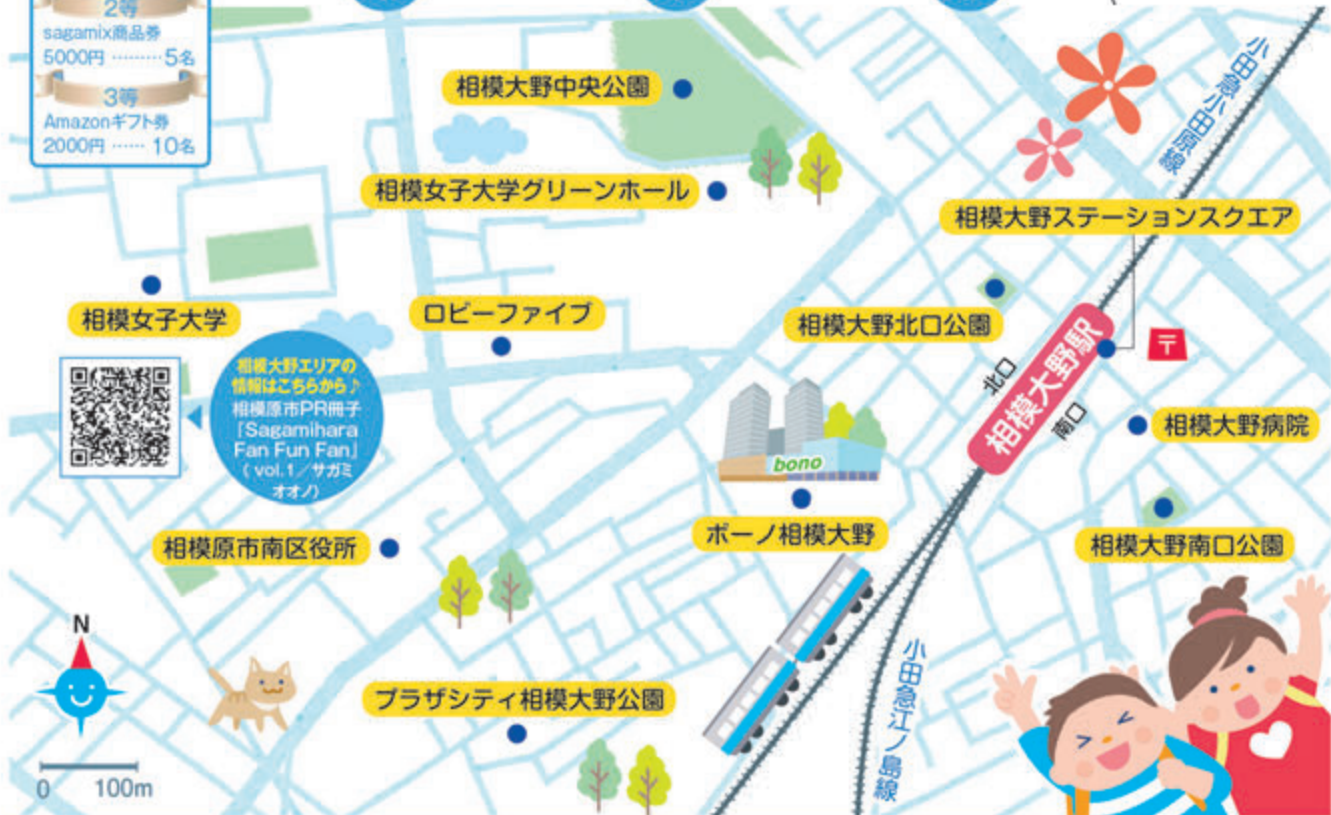 2等
sagamix商品券
5000円 ……… 5名
3等
Amazonギフト券
2000円 …… 10名
相模大野中央公園
小田急小田原線
相模女子大学グリーンホール
相模大野ステーションスクエア
相模女子大学
ロビーファイブ
相模大野北口公園
北口
相模大野駅
南口
〒
相模大野エリアの
情報はこちらから♪
相模原市PR冊子
「Sagamihara
Fan Fun Fan」
(vol.1/サガミ
オオノ)
相模大野病院
bono
ボーノ相模大野
相模大野南口公園
相模原市南区役所
N
プラザシティ相模大野公園
小田急江ノ島線
0 100m